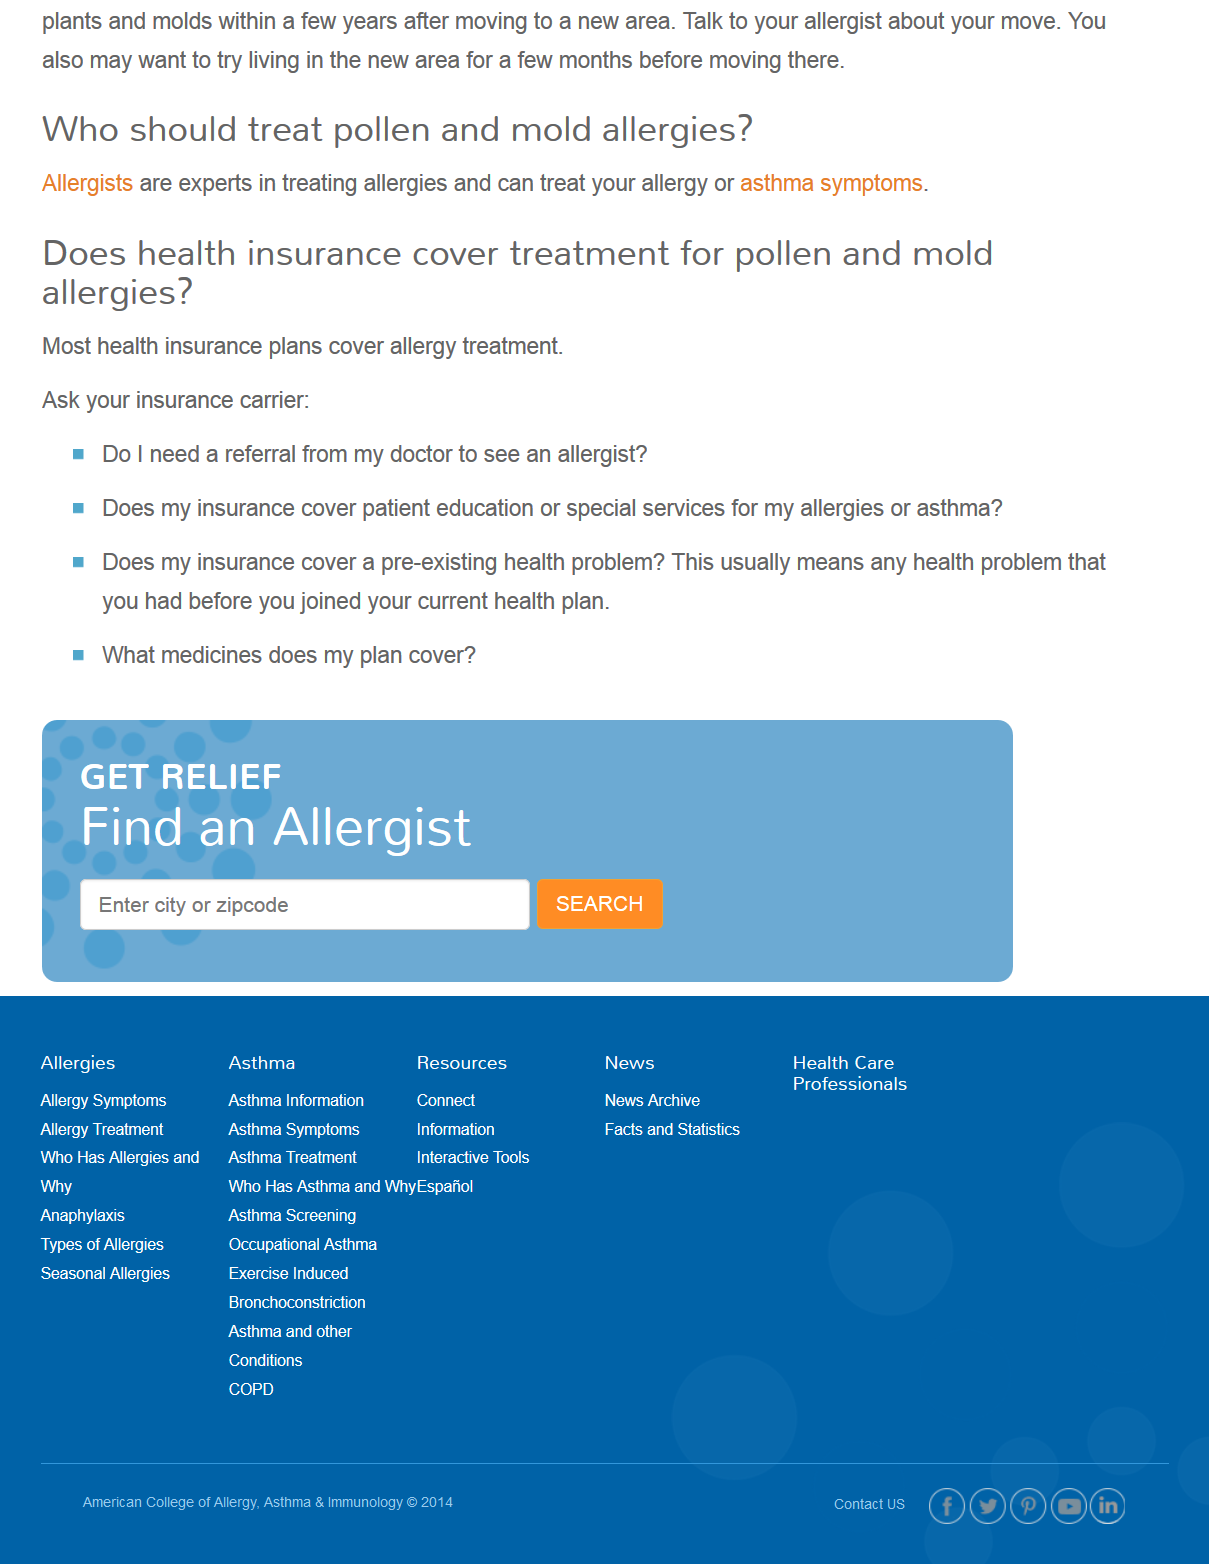 plants and molds within a few years after moving to a new area. Talk to your allergist about your move. You
also may want to try living in the new area for a few months before moving there.
Who should treat pollen and mold allergies?
Allergists are experts in treating allergies and can treat your allergy or asthma symptoms.
Does health insurance cover treatment for pollen and mold
allergies?
Most health insurance plans cover allergy treatment.
Ask your insurance carrier:
Do I need a referral from my doctor to see an allergist?
Does my insurance cover patient education or special services for my allergies or asthma?
Does my insurance cover a pre-existing health problem? This usually means any health problem that
you had before you joined your current health plan.
What medicines does my plan cover?
GET RELIEF
Find an Allergist
Enter city or zipcode
SEARCH
Allergies
Allergy Symptoms
Allergy Treatment
Who Has Allergies and
Why
Anaphylaxis
Types of Allergies
Seasonal Allergies
Asthma
Asthma Information
Asthma Symptoms
Asthma Treatment
Who Has Asthma and Why
Asthma Screening
Occupational Asthma
Exercise Induced
Bronchoconstriction
Asthma and other
Conditions
COPD
Resources
Connect
Information
Interactive Tools
Español
News
News Archive
Facts and Statistics
Health Care
Professionals
American College of Allergy, Asthma & Immunology © 2014
Contact US